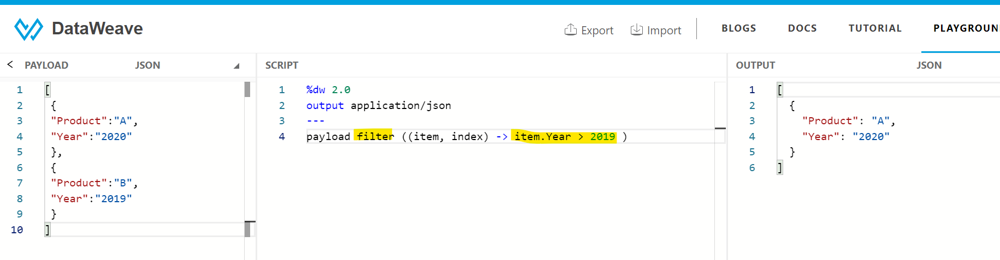 DataWeave
Export Import BLOGS DOCS TUTORIAL PLAYGROUN
< PAYLOAD JSON
1 [
2 {
3 "Product":"A",
4 "Year":"2020"
5 },
6 {
7 "Product":"B",
8 "Year":"2019"
9 }
10 ]
SCRIPT
1 %dw 2.0
2 output application/json
3 ---
4 payload filter ((item, index) -> item.Year > 2019 )
OUTPUT JSON
1 [
2 {
3 "Product": "A",
4 "Year": "2020"
5 }
6 ]